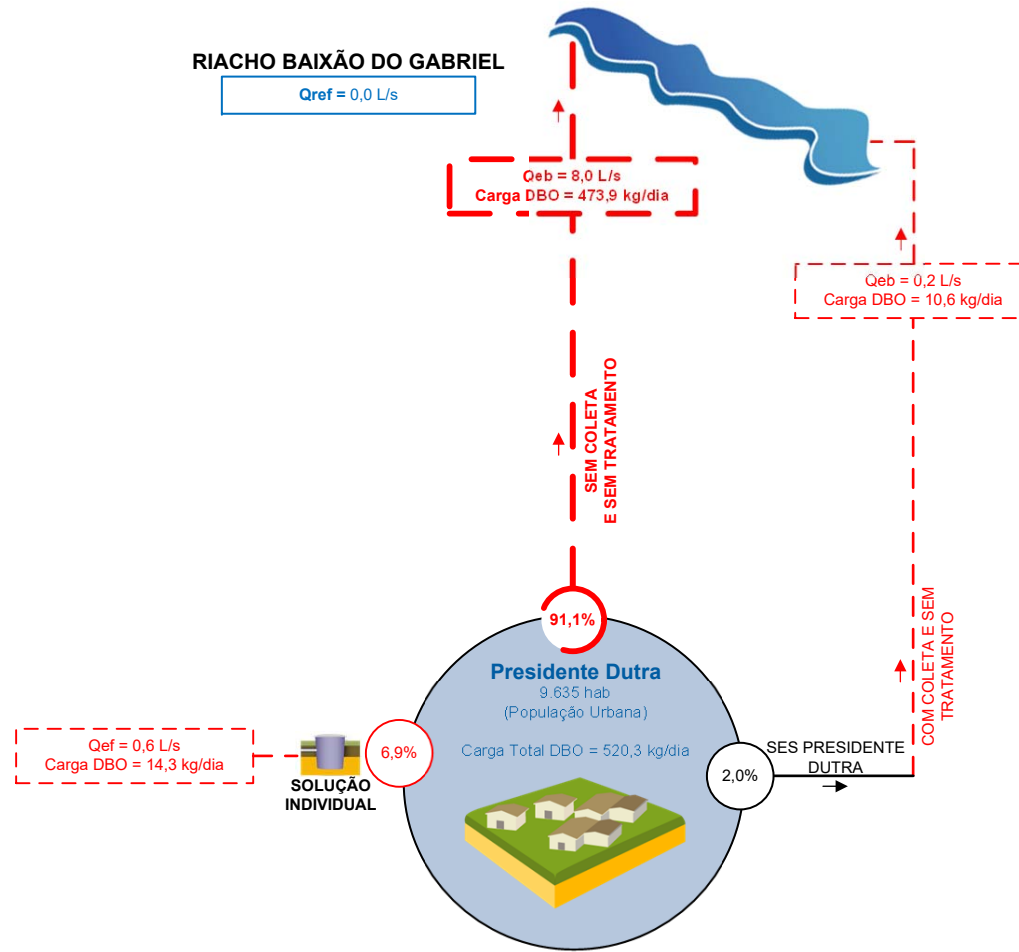 RIACHO BAIXÃO DO GABRIEL
Qref = 0,0 L/s
Qeb = 8,0 L/s
Carga DBO = 473,9 kg/dia
Qeb = 0,2 L/s
Carga DBO = 10,6 kg/dia
SEM COLETA
E SEM TRATAMENTO
COM COLETA E SEM
TRATAMENTO
91,1%
Presidente Dutra
9.635 hab
(População Urbana)
Carga Total DBO = 520,3 kg/dia
Qef = 0,6 L/s
Carga DBO = 14,3 kg/dia
SOLUÇÃO
INDIVIDUAL
6,9%
2,0%
SES PRESIDENTE
DUTRA